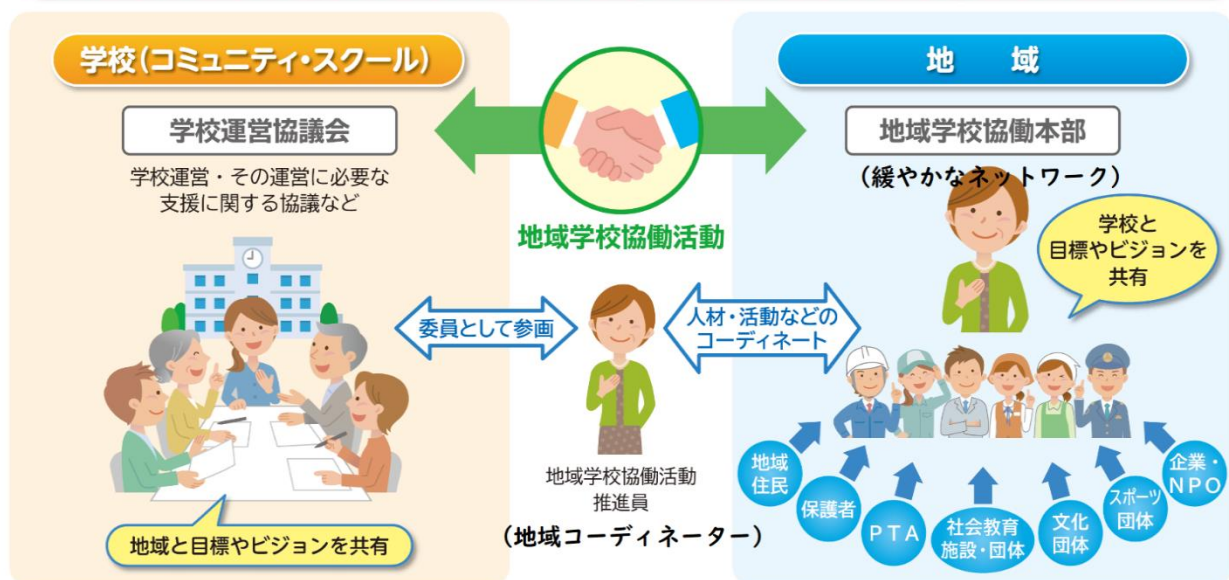 学校(コミュニティ・スクール)
学校運営協議会
学校運営・その運営に必要な
支援に関する協議など
地域と目標やビジョンを共有
地域学校協働活動
委員として参画
人材・活動などの
コーディネート
地域学校協働活動
推進員
(地域コーディネーター)
地 域
地域学校協働本部
(緩やかなネットワーク)
学校と
目標やビジョンを
共有
地域
住民
保護者
PTA
社会教育
施設・団体
文化
団体
スポーツ
団体
企業・
NPO